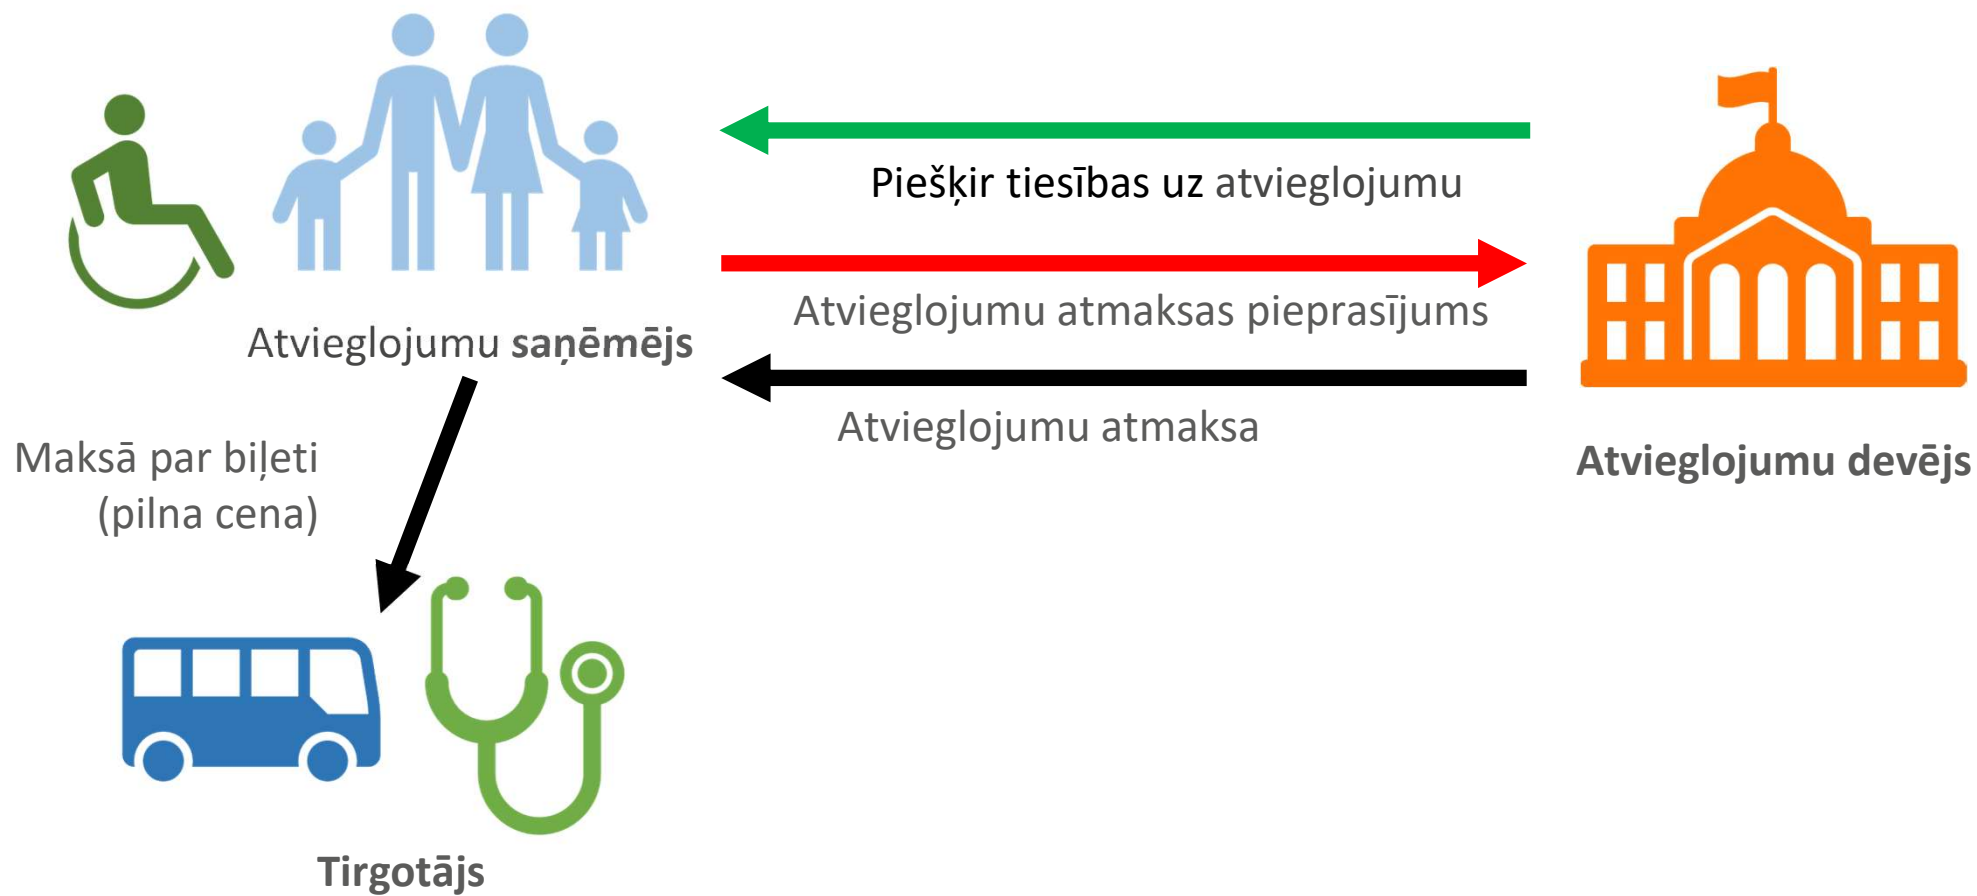 Piešķir tiesības uz atvieglojumu
Atvieglojumu atmaksas pieprasījums
Atvieglojumu saņēmējs
Atvieglojumu atmaksa
Maksā par biļeti
(pilna cena)
Atvieglojumu devējs
Tirgotājs